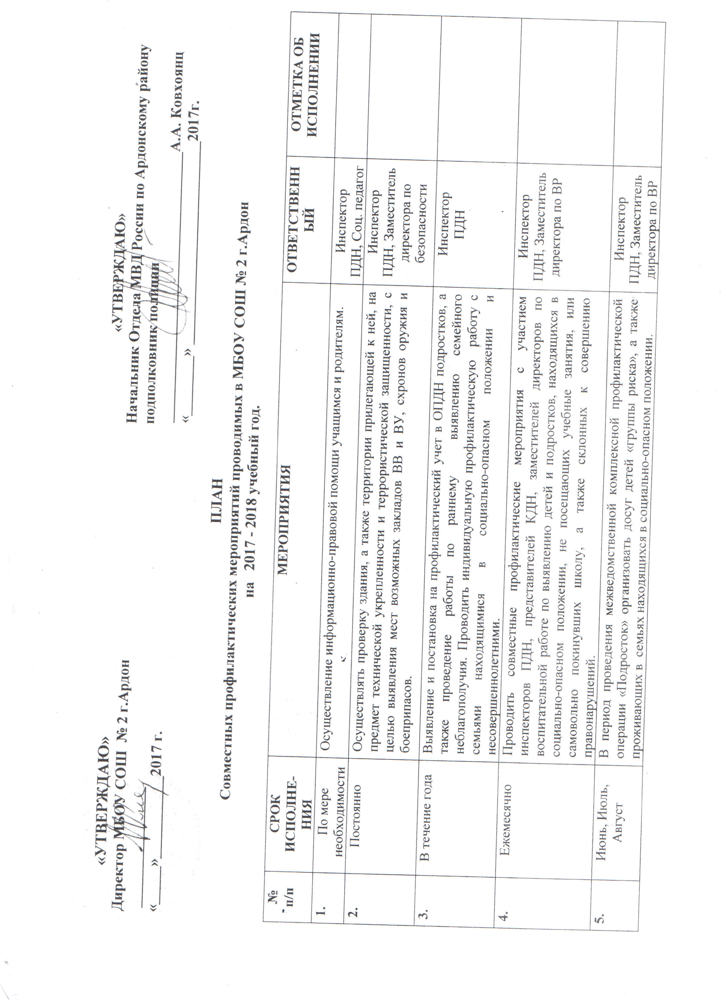 «УТВЕРЖДАЮ»
Директор МБОУ СОШ № 2 г.Ардон
«____» ____________ 2017 г.
«УТВЕРЖДАЮ»
Начальник Отдела МВД России по Ардонскому району
подполковник полиции
А.А. Ковхоянц
«____» ____________ 2017г.
ПЛАН
Совместных профилактических мероприятий проводимых в МБОУ СОШ № 2 г.Ардон
на 2017 - 2018 учебный год.
№
п/п
СРОК
ИСПОЛНЕ-
НИЯ
МЕРОПРИЯТИЯ
ОТВЕТСТВЕНН
ЫЙ
ОТМЕТКА ОБ
ИСПОЛНЕНИИ
1.
По мере
необходимости
Осуществление информационно-правовой помощи учащимся и родителям.
Инспектор
ПДН, Соц. педагог
2.
Постоянно
Осуществлять проверку здания, а также территории прилегающей к ней, на
предмет технической укрепленности и террористической защищенности, с
целью выявления мест возможных закладов ВВ и ВУ, схронов оружия и
боеприпасов.
Инспектор
ПДН, Заместитель
директора по
безопасности
3.
В течение года
Выявление и постановка на профилактический учет в ОПДН подростков, а
также проведение работы по раннему выявлению семейного
неблагополучия. Проводить индивидуальную профилактическую работу с
семьями находящимися в социально-опасном положении и
несовершеннолетними.
Инспектор
ПДН
4.
Ежемесячно
Проводить совместные профилактические мероприятия с участием
инспекторов ПДН, представителей КДН, заместителей директоров по
воспитательной работе по выявлению детей и подростков, находящихся в
социально-опасном положении, не посещающих учебные занятия, или
самовольно покинувших школу, а также склонных к совершению
правонарушений.
Инспектор
ПДН, Заместитель
директора по ВР
5.
Июнь, Июль,
Август
В период проведения межведомственной комплексной профилактической
операции «Подросток» организовать досуг детей «группы риска», а также
проживающих в семьях находящихся в социально-опасном положении.
Инспектор
ПДН, Заместитель
директора по ВР